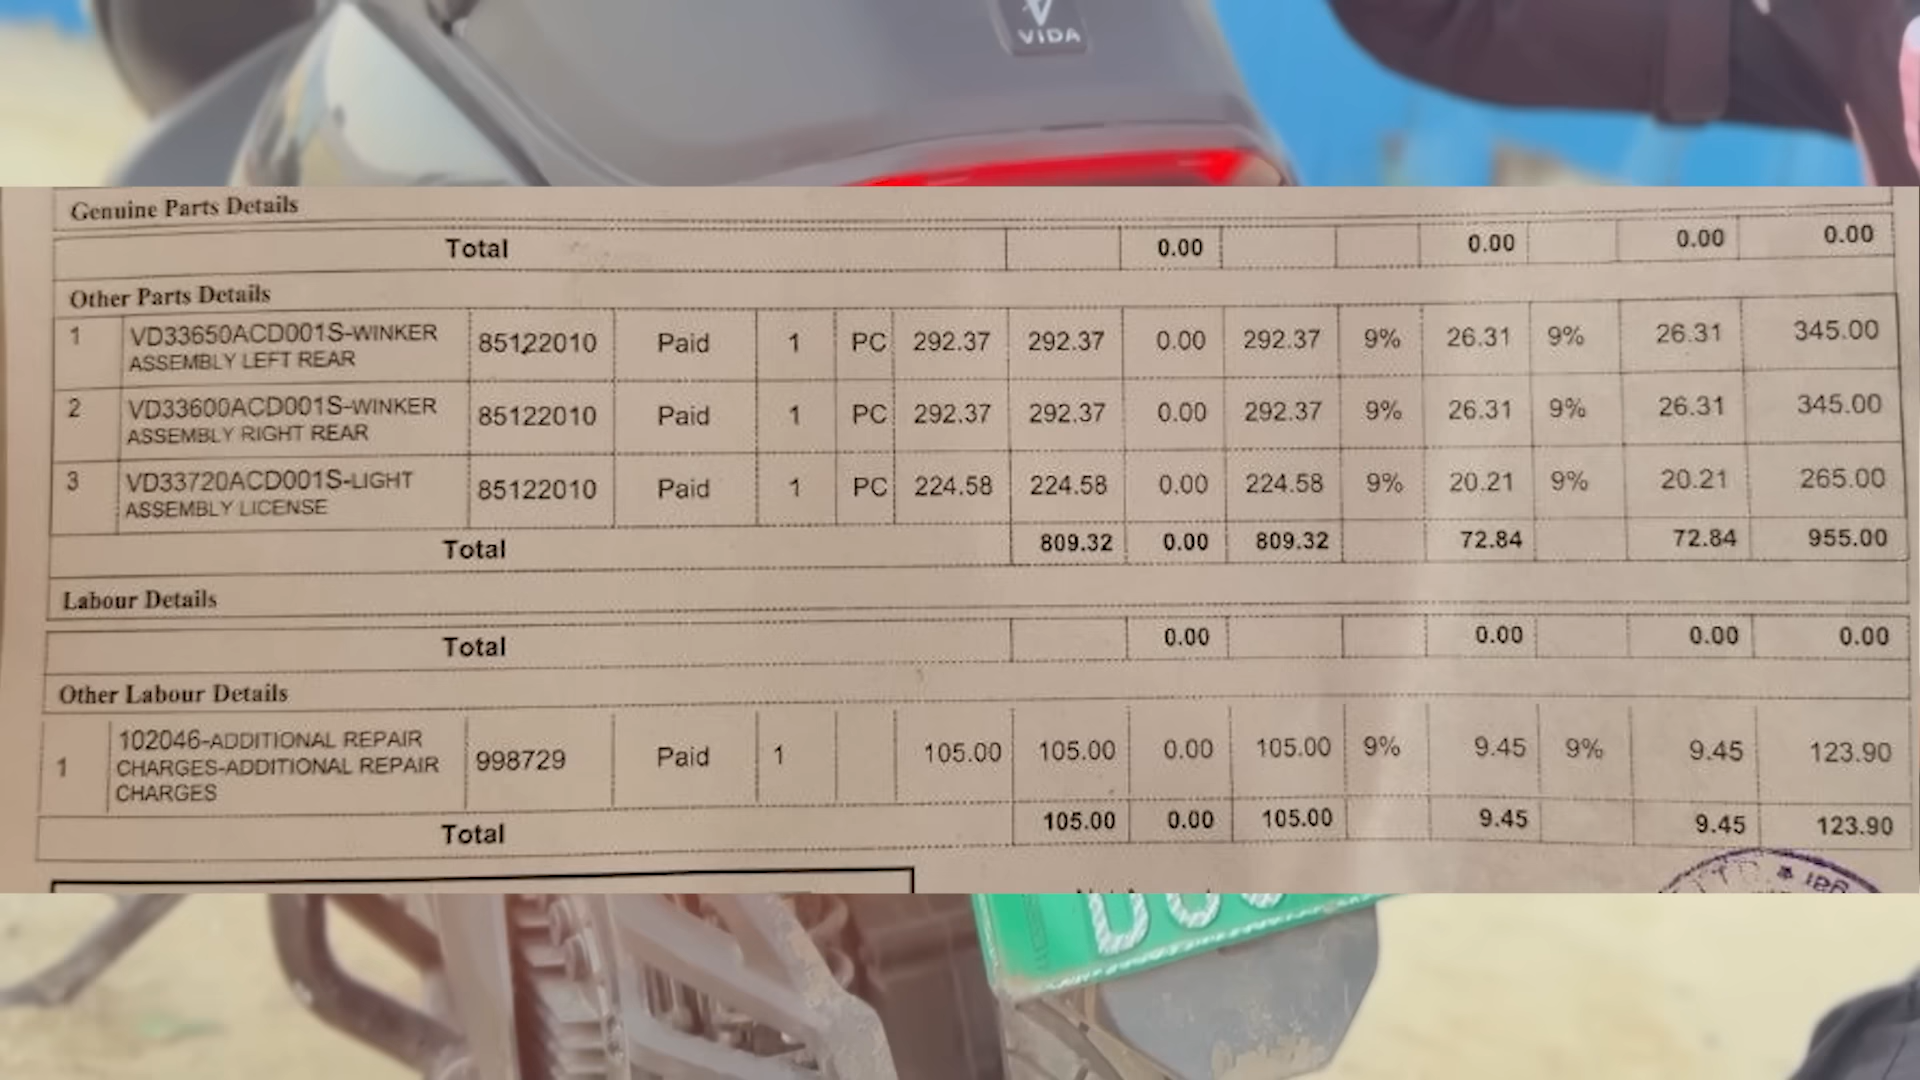 VIDA
Genuine Parts Details
Total 0.00 0.00 0.00 0.00
Other Parts Details
1 VD33650ACD001S-WINKER ASSEMBLY LEFT REAR 85122010 Paid 1 PC 292.37 292.37 0.00 292.37 9% 26.31 9% 26.31 345.00
2 VD33600ACD001S-WINKER ASSEMBLY RIGHT REAR 85122010 Paid 1 PC 292.37 292.37 0.00 292.37 9% 26.31 9% 26.31 345.00
3 VD33720ACD001S-LIGHT ASSEMBLY LICENSE 85122010 Paid 1 PC 224.58 224.58 0.00 224.58 9% 20.21 9% 20.21 265.00
Total 809.32 0.00 809.32 72.84 72.84 955.00
Labour Details
Total 0.00 0.00 0.00 0.00
Other Labour Details
1 102046-ADDITIONAL REPAIR CHARGES-ADDITIONAL REPAIR CHARGES 998729 Paid 1 105.00 105.00 0.00 105.00 9% 9.45 9% 9.45 123.90
Total 105.00 0.00 105.00 9.45 9.45 123.90